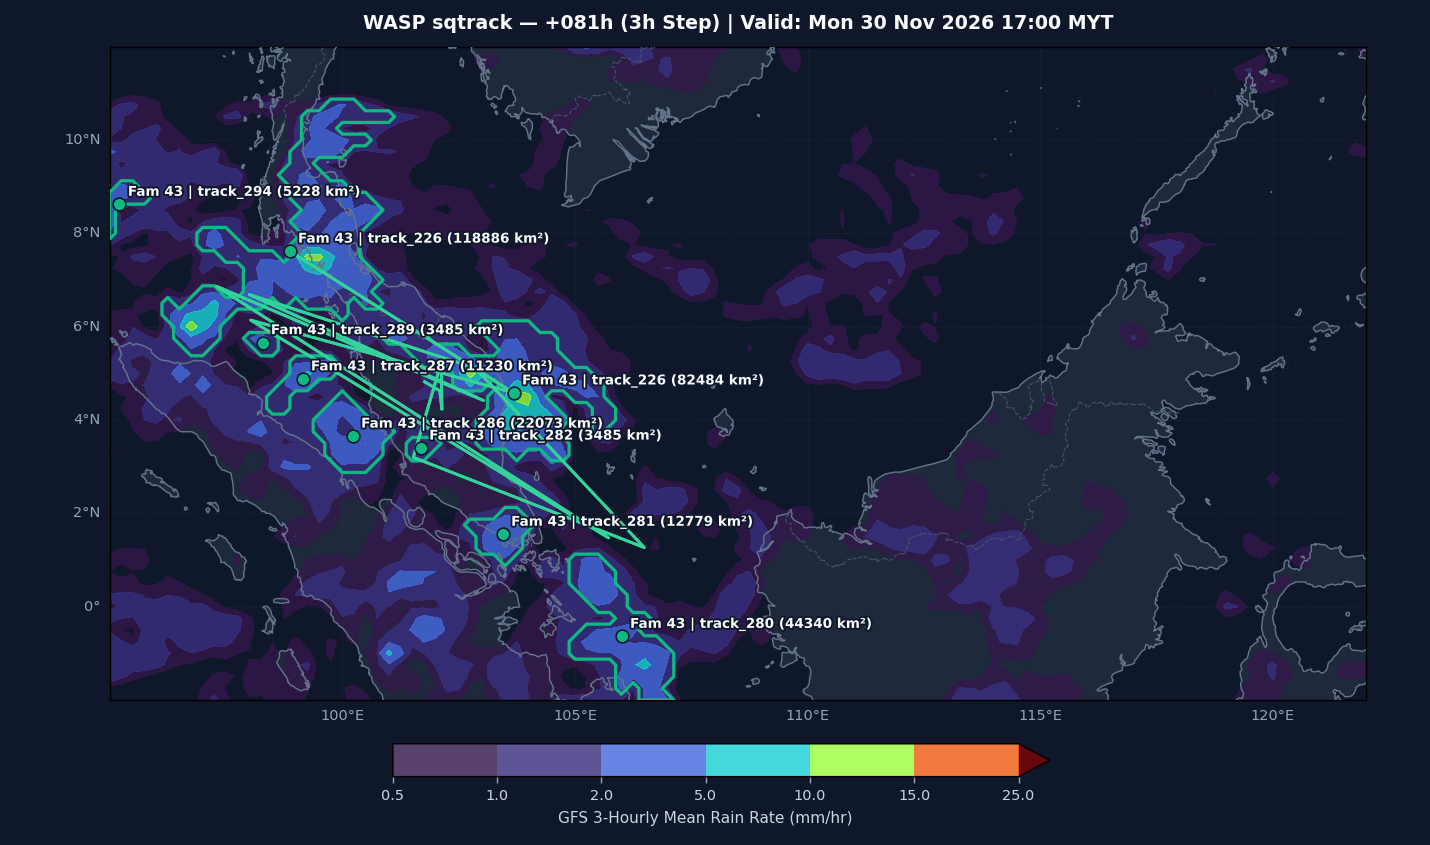 WASP sqtrack — +081h (3h Step) | Valid: Mon 30 Nov 2026 17:00 MYT
10°N
8°N
6°N
4°N
2°N
0°
Fam 43 | track_294 (5228 km²)
Fam 43 | track_226 (118886 km²)
Fam 43 | track_289 (3485 km²)
Fam 43 | track_287 (11230 km²)
Fam 43 | track_226 (82484 km²)
Fam 43 | track_286 (22073 km²)
Fam 43 | track_282 (3485 km²)
Fam 43 | track_281 (12779 km²)
Fam 43 | track_280 (44340 km²)
100°E 105°E 110°E 115°E 120°E
0.5 1.0 2.0 5.0 10.0 15.0 25.0
GFS 3-Hourly Mean Rain Rate (mm/hr)